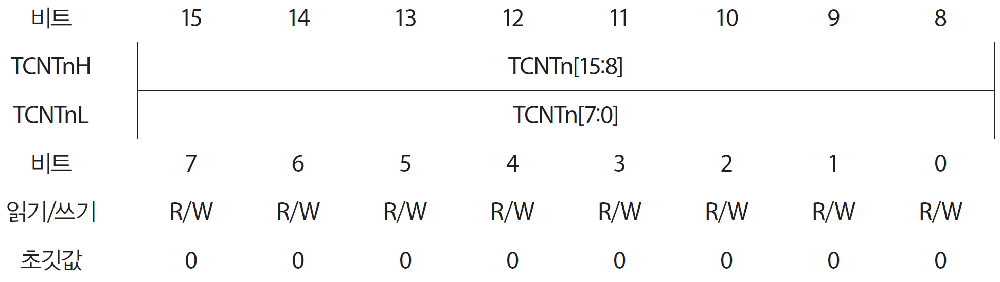 비트 15 14 13 12 11 10 9 8
TCNTnH TCNTn[15:8]
TCNTnL TCNTn[7:0]
비트 7 6 5 4 3 2 1 0
읽기/쓰기 R/W R/W R/W R/W R/W R/W R/W R/W
초깃값 0 0 0 0 0 0 0 0